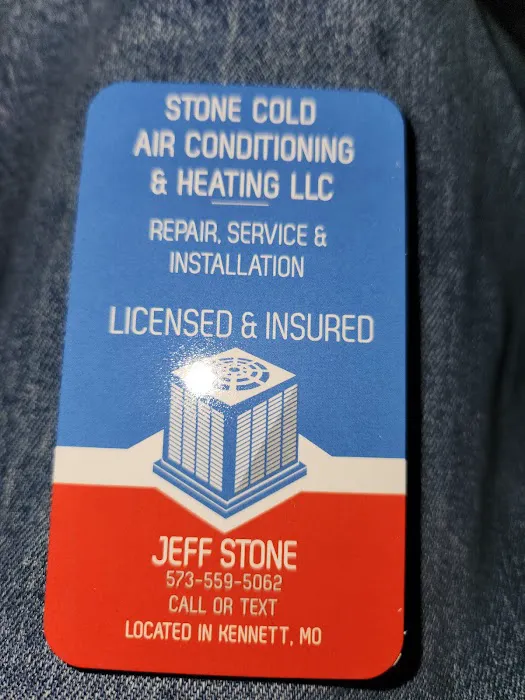 STONE COLD
AIR CONDITIONING
& HEATING LLC
REPAIR, SERVICE &
INSTALLATION
LICENSED & INSURED
JEFF STONE
573-559-5062
CALL OR TEXT
LOCATED IN KENNETT, MO